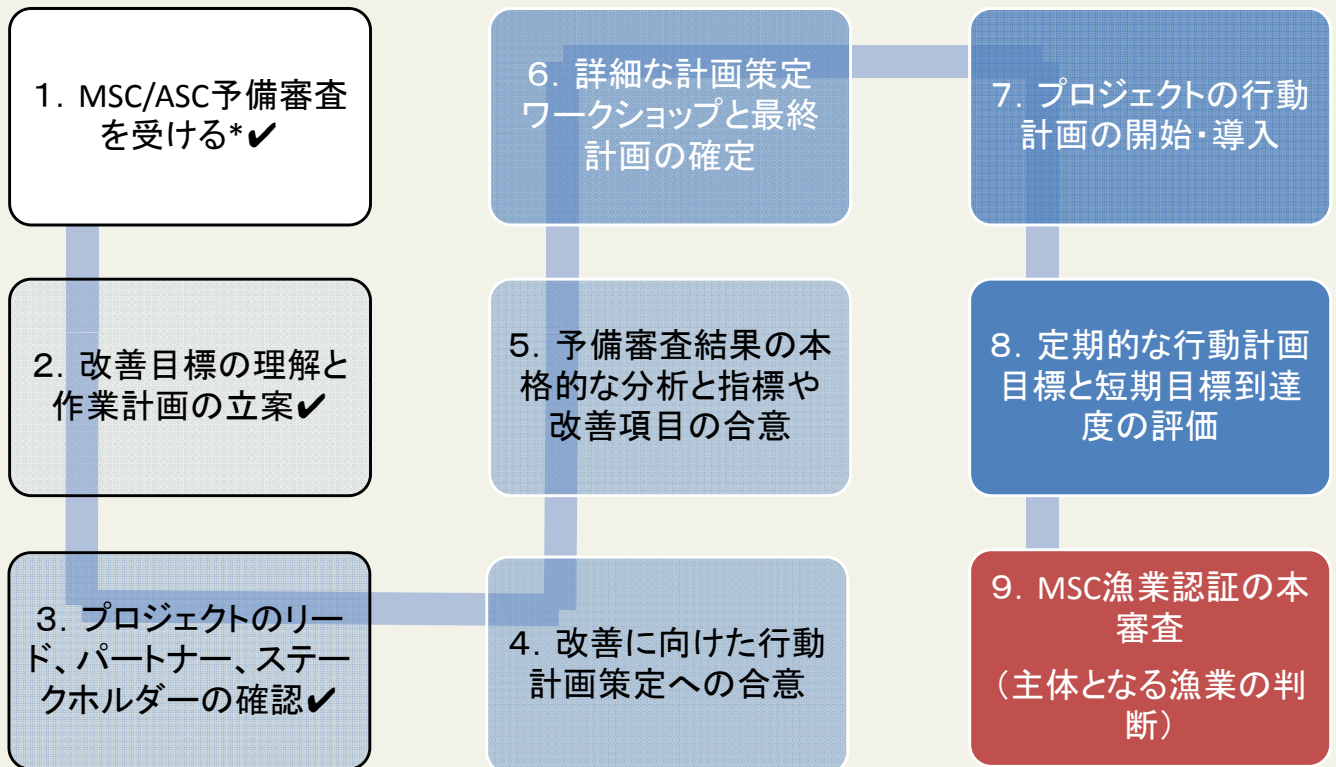 １．MSC/ASC予備審査
を受ける*✔
２．改善目標の理解と
作業計画の立案✔
３．プロジェクトのリー
ド、パートナー、ステー
クホルダーの確認✔
４．改善に向けた行動
計画策定への合意
５．予備審査結果の本
格的な分析と指標や
改善項目の合意
６．詳細な計画策定
ワークショップと最終
計画の確定
７．プロジェクトの行動
計画の開始・導入
８．定期的な行動計画
目標と短期目標到達
度の評価
９．MSC漁業認証の本
審査
（主体となる漁業の判
断）